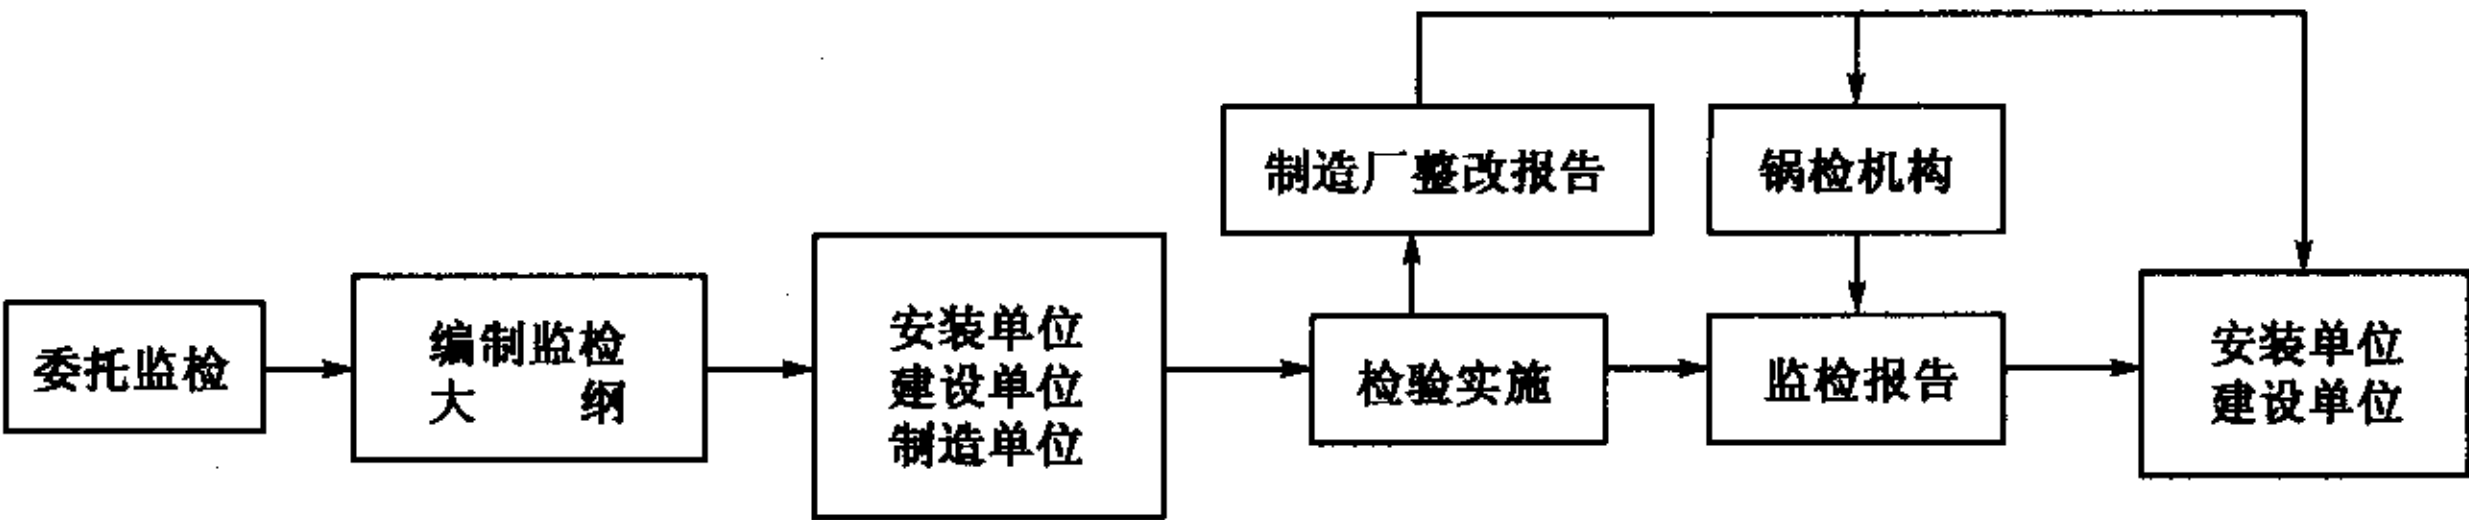 委托监检
编制监检
大 纲
安装单位
建设单位
制造单位
制造厂整改报告
锅检机构
检验实施
监检报告
安装单位
建设单位